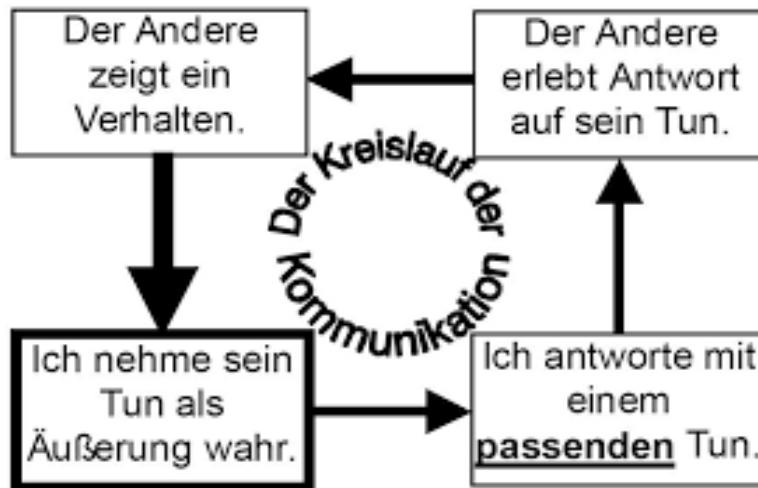 Der Andere
zeigt ein
Verhalten.
Der Andere
erlebt Antwort
auf sein Tun.
Der Kreislauf der
Kommunikation
Ich nehme sein
Tun als
Äußerung wahr.
Ich antworte mit
einem
passenden Tun.